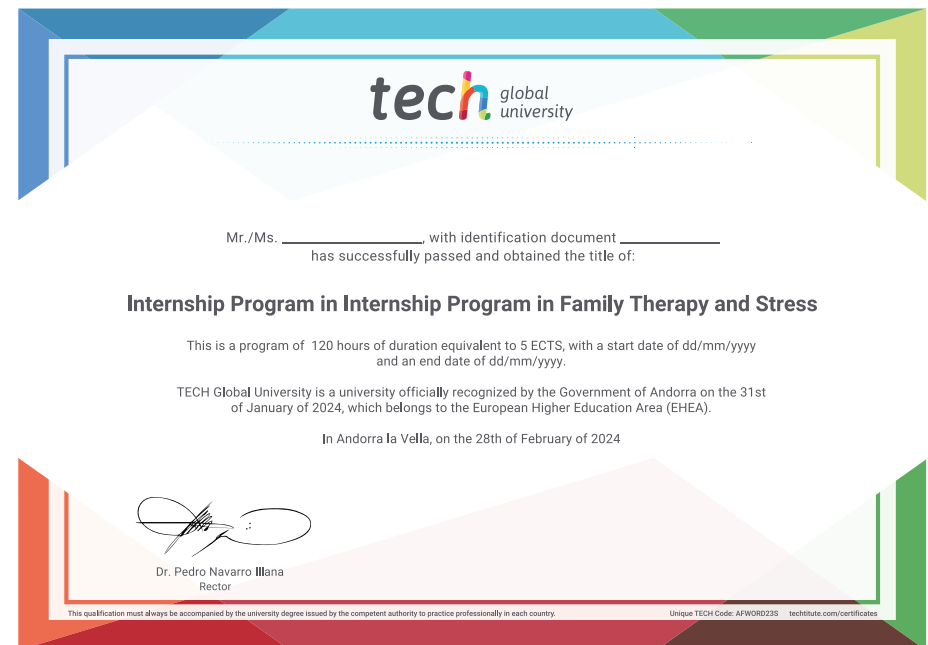 tech global
university
Mr./Ms. ____________________, with identification document ______________
has successfully passed and obtained the title of:
Internship Program in Internship Program in Family Therapy and Stress
This is a program of 120 hours of duration equivalent to 5 ECTS, with a start date of dd/mm/yyyy
and an end date of dd/mm/yyyy.
TECH Global University is a university officially recognized by the Government of Andorra on the 31st
of January of 2024, which belongs to the European Higher Education Area (EHEA).
In Andorra la Vella, on the 28th of February of 2024
Dr. Pedro Navarro Illana
Rector
This qualification must always be accompanied by the university degree issued by the competent authority to practice professionally in each country.
Unique TECH Code: AFWORD23S techtitute.com/certificates